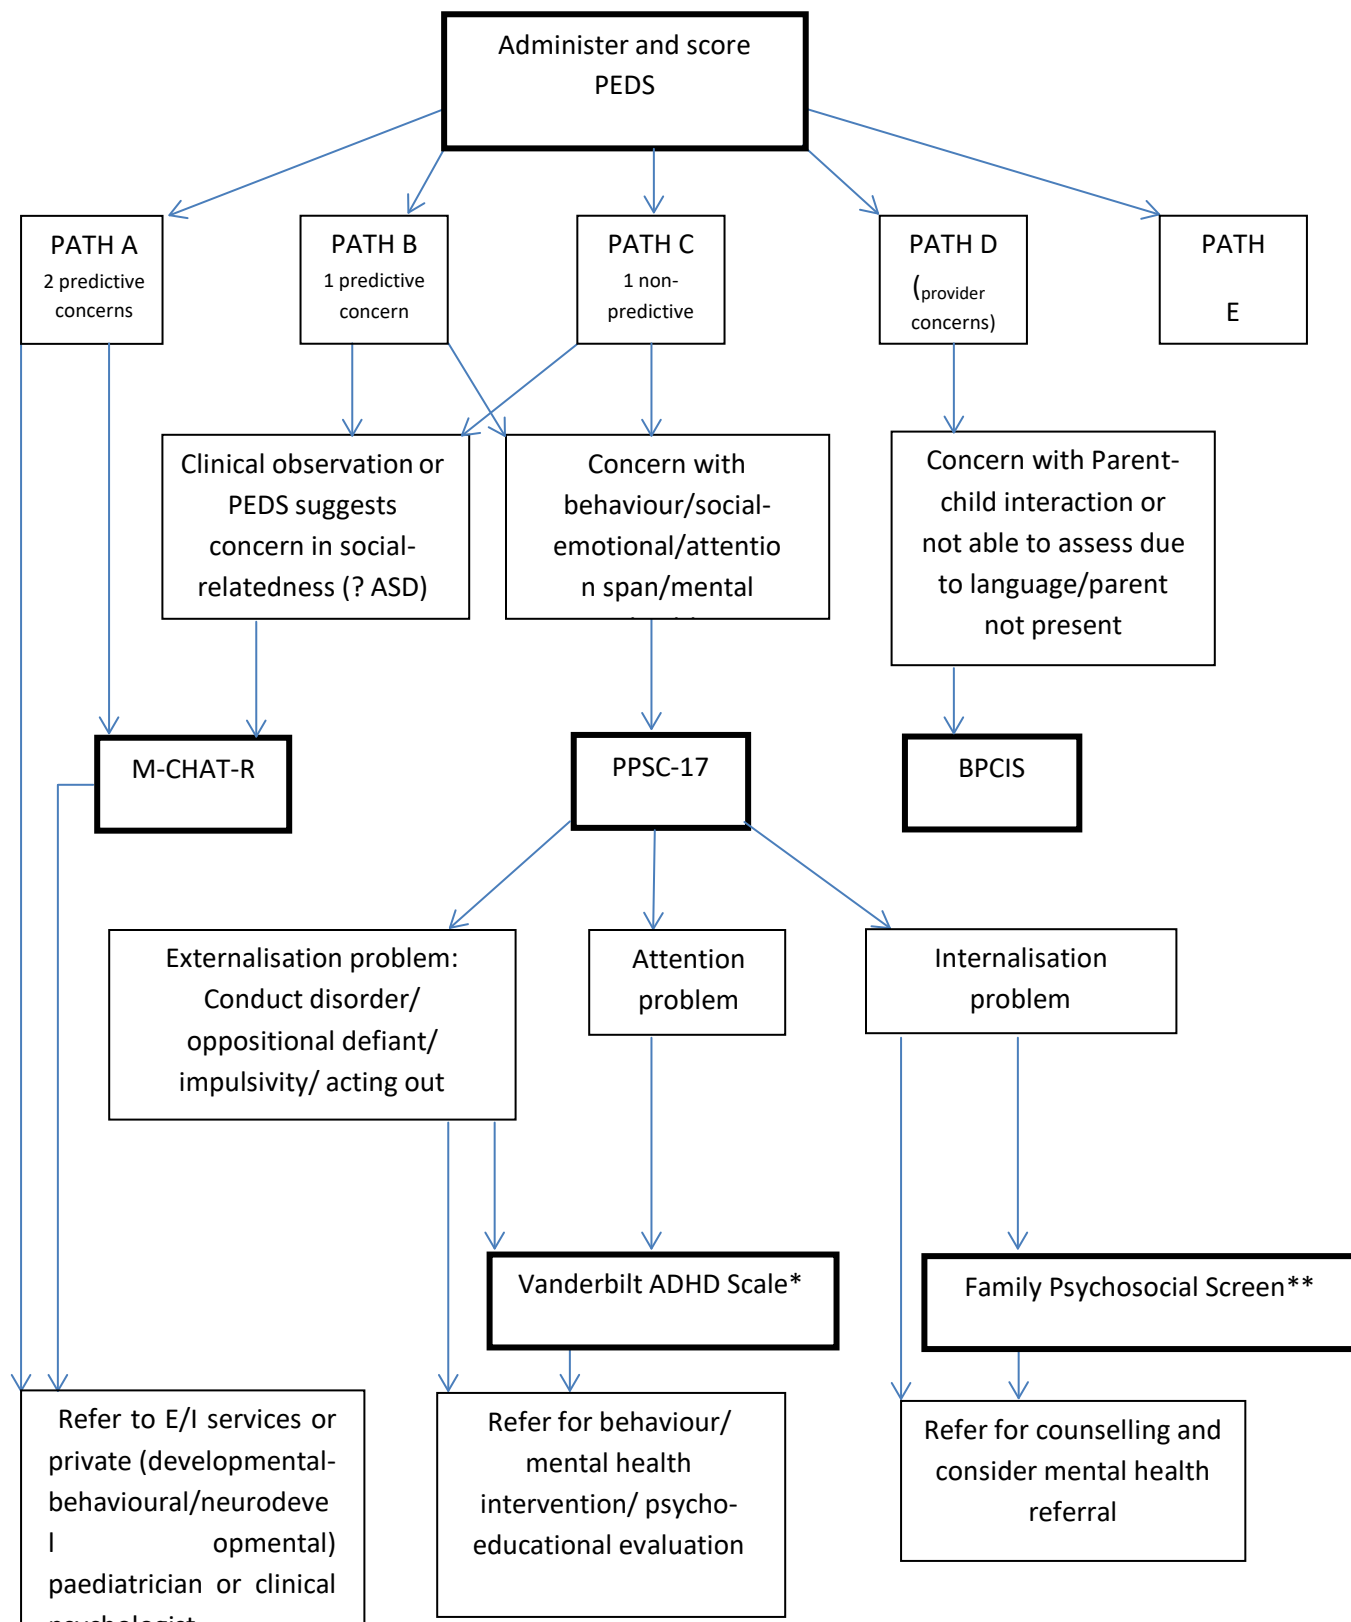 Administer and score
PEDS
PATH A
2 predictive
concerns
PATH B
1 predictive
concern
PATH C
1 non-
predictive
PATH D
(provider
concerns)
PATH
E
Clinical observation or
PEDS suggests
concern in social-
relatedness (? ASD)
Concern with
behaviour/social-
emotional/attentio
n span/mental
Concern with Parent-
child interaction or
not able to assess due
to language/parent
not present
M-CHAT-R
PPSC-17
BPCIS
Externalisation problem:
Conduct disorder/
oppositional defiant/
impulsivity/ acting out
Attention
problem
Internalisation
problem
Vanderbilt ADHD Scale*
Family Psychosocial Screen**
Refer to E/I services or
private (developmental-
behavioural/neurodeve
l opmental)
paediatrician or clinical
psychologist
Refer for behaviour/
mental health
intervention/ psycho-
educational evaluation
Refer for counselling and
consider mental health
referral